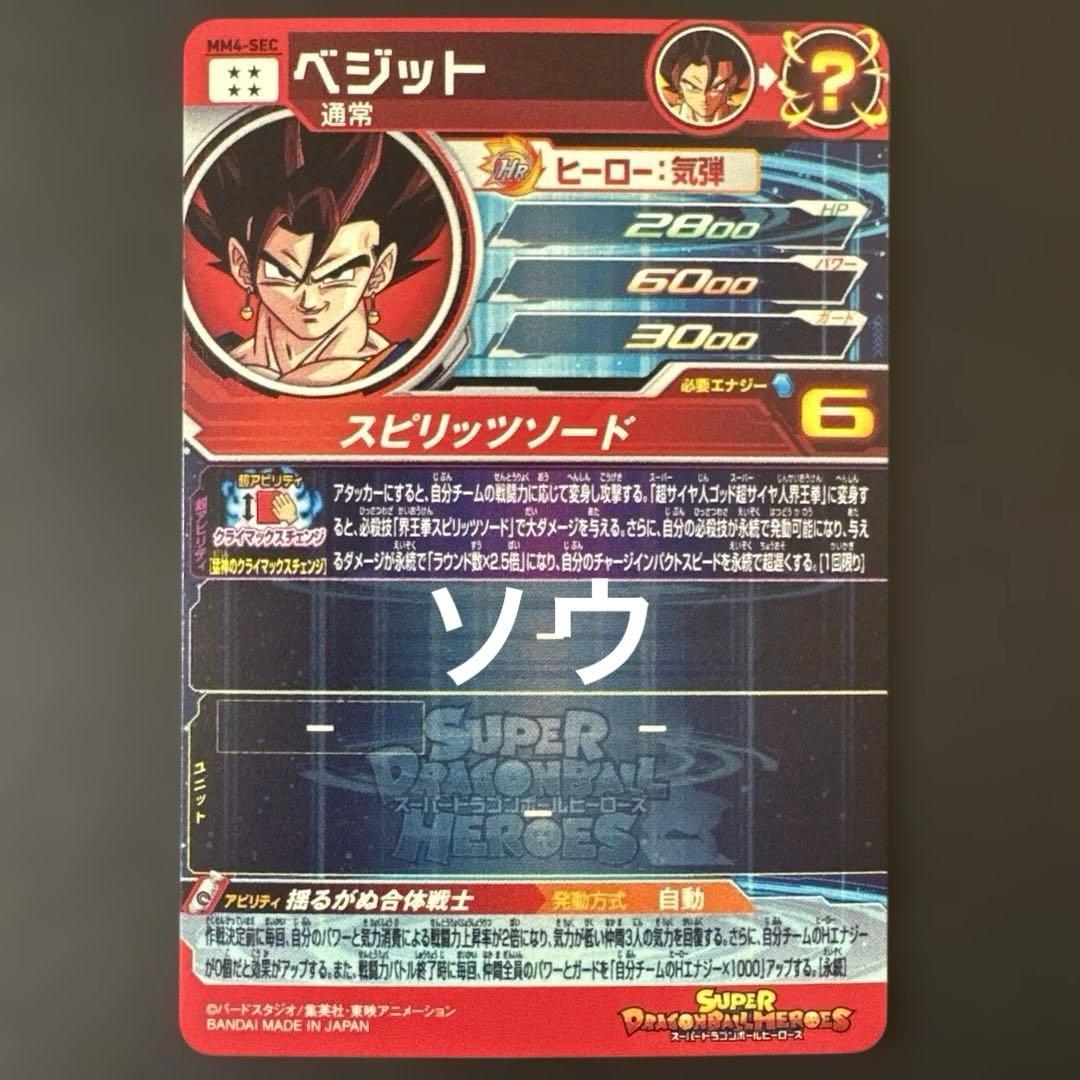 MM4-SEC
ベジット
通常
?
HR ヒーロー:気弾
HP
2800
パワー
6000
ガード
3000
必要エナジー
6
スピリッツソード
超アビリティ
超アビリティ
クライマックスチェンジ
アタッカーにすると、自分チームの戦闘力に応じて変身し攻撃する。「超サイヤ人ゴッド超サイヤ人界王拳」に変身す
ると、必殺技「界王拳スピリッツソード」で大ダメージを与える。さらに、自分の必殺技が永続で発動可能になり、与え
るダメージが永続で「ラウンド数×2.5倍」になり、自分のチャージインパクトスピードを永続で超遅くする。[1回限り]
ソウ
ー
ー
ー
ー
ユニット
SUPER
DRAGONBALL
スーパードラゴンボールヒーローズ
HEROES
アビリティ 揺るがぬ合体戦士 発動方式 自動
作戦決定前に毎回、自分のパワーと気力消費による戦闘力上昇率が2倍になり、気力が低い仲間3人の気力を回復する。さらに、自分チームのHエナジー
が0個だと効果がアップする。また、戦闘力バトル終了時に毎回、仲間全員のパワーとガードを「自分チームのHエナジー×1000」アップする。[永続]
©バードスタジオ/集英社・東映アニメーション
BANDAI MADE IN JAPAN
SUPER
DRAGONBALL HEROES
スーパードラゴンボールヒーローズ